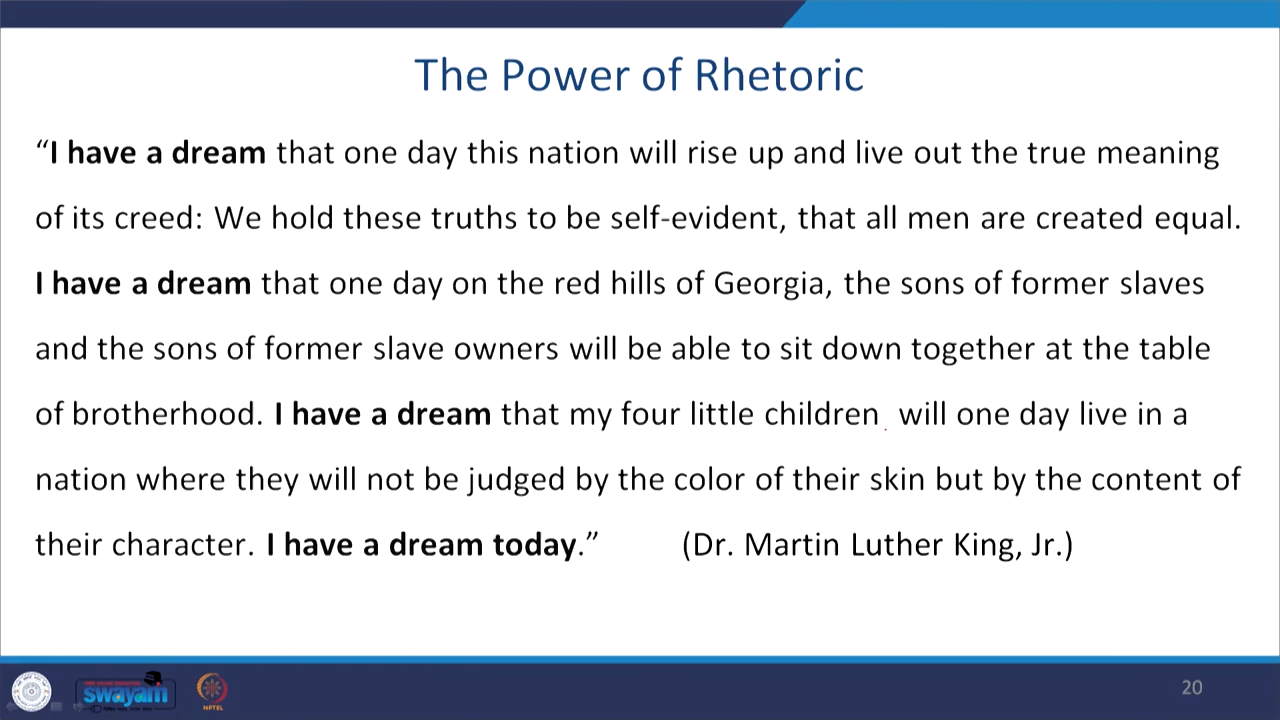 The Power of Rhetoric
“I have a dream that one day this nation will rise up and live out the true meaning
of its creed: We hold these truths to be self-evident, that all men are created equal.
I have a dream that one day on the red hills of Georgia, the sons of former slaves
and the sons of former slave owners will be able to sit down together at the table
of brotherhood. I have a dream that my four little children will one day live in a
nation where they will not be judged by the color of their skin but by the content of
their character. I have a dream today.” (Dr. Martin Luther King, Jr.)
swayam
NPTEL
20